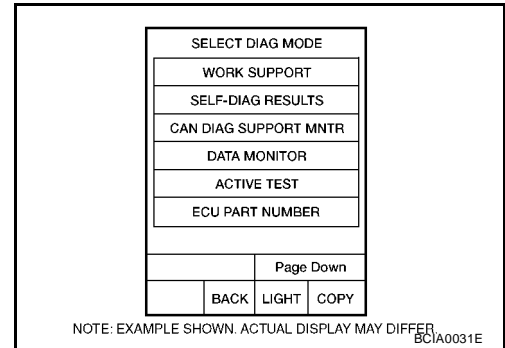 SELECT DIAG MODE
WORK SUPPORT
SELF-DIAG RESULTS
CAN DIAG SUPPORT MNTR
DATA MONITOR
ACTIVE TEST
ECU PART NUMBER
Page Down
BACK LIGHT COPY
NOTE: EXAMPLE SHOWN. ACTUAL DISPLAY MAY DIFFER.
BCIA0031E